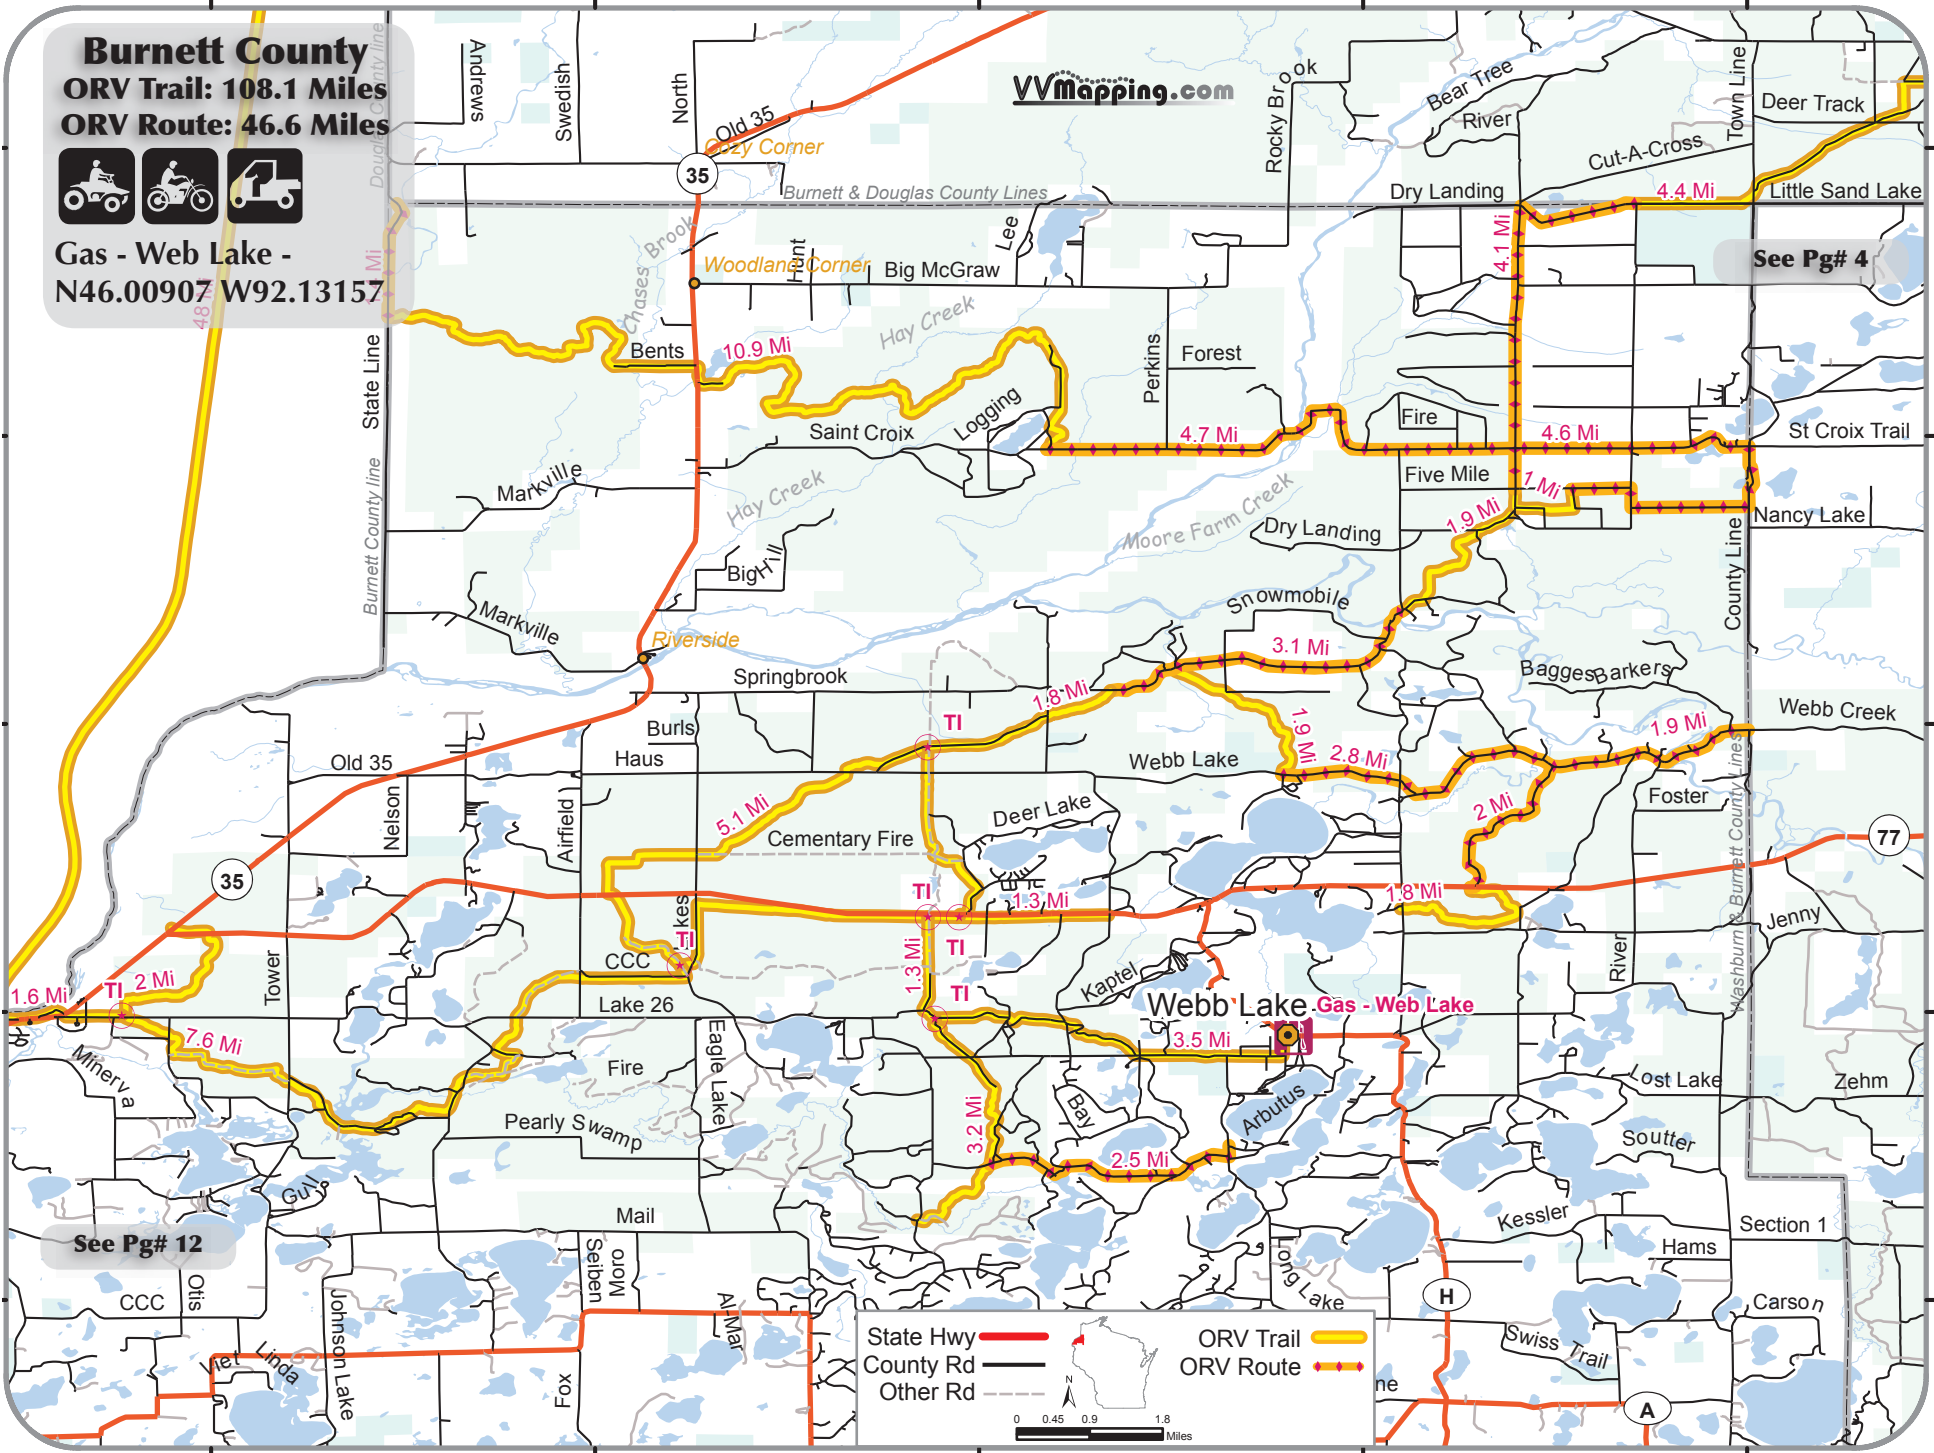 Burnett County
ORV Trail: 108.1 Miles
ORV Route: 46.6 Miles
Gas - Web Lake -
N46.00907 W92.13157
VVMapping.com
Andrews
Swedish
North
Old 35
Cozy Corner
35
Burnett & Douglas County Lines
Rocky Brook
Bear Tree
River
Town Line
Deer Track
Cut-A-Cross
Dry Landing
4.4 Mi
Little Sand Lake
See Pg# 4
48 Mi
Chases Brook
Woodland Corner
Hunt
Big McGraw
Lee
4.1 Mi
Hay Creek
State Line
Bents
10.9 Mi
Perkins
Forest
Logging
Saint Croix
4.7 Mi
Fire
4.6 Mi
St Croix Trail
Markville
Hay Creek
Five Mile
1 Mi
Moore Farm Creek
1.9 Mi
Nancy Lake
Dry Landing
Big Hill
Burnett County line
County Line
Markville
Snowmobile
Riverside
3.1 Mi
Springbrook
Bagges
Barkers
1.8 Mi
TI
Webb Creek
Burls
Haus
Old 35
1.9 Mi
1.9 Mi
Webb Lake
2.8 Mi
Foster
Nelson
Airfield
5.1 Mi
Deer Lake
2 Mi
Cementary Fire
77
35
TI
1.3 Mi
1.8 Mi
Jenny
TI
TI
CCC
Tower
1.3 Mi
Kaptel
River
Washburn & Burnett County Lines
1.6 Mi
TI
2 Mi
Lake 26
TI
Webb Lake
Gas - Web Lake
7.6 Mi
3.5 Mi
Minerva
Fire
Eagle Lake
Lost Lake
Zehm
Pearly Swamp
3.2 Mi
Bay
Arbutus
Soutter
2.5 Mi
Gull
Mail
Kessler
Section 1
See Pg# 12
Seiben
Moro
Long Lake
Hams
Otis
CCC
Johnson Lake
Al-Mar
H
Carson
Linda
Fox
Swiss Trail
A
State Hwy
County Rd
Other Rd
ORV Trail
ORV Route
N
0 0.45 0.9 1.8
Miles